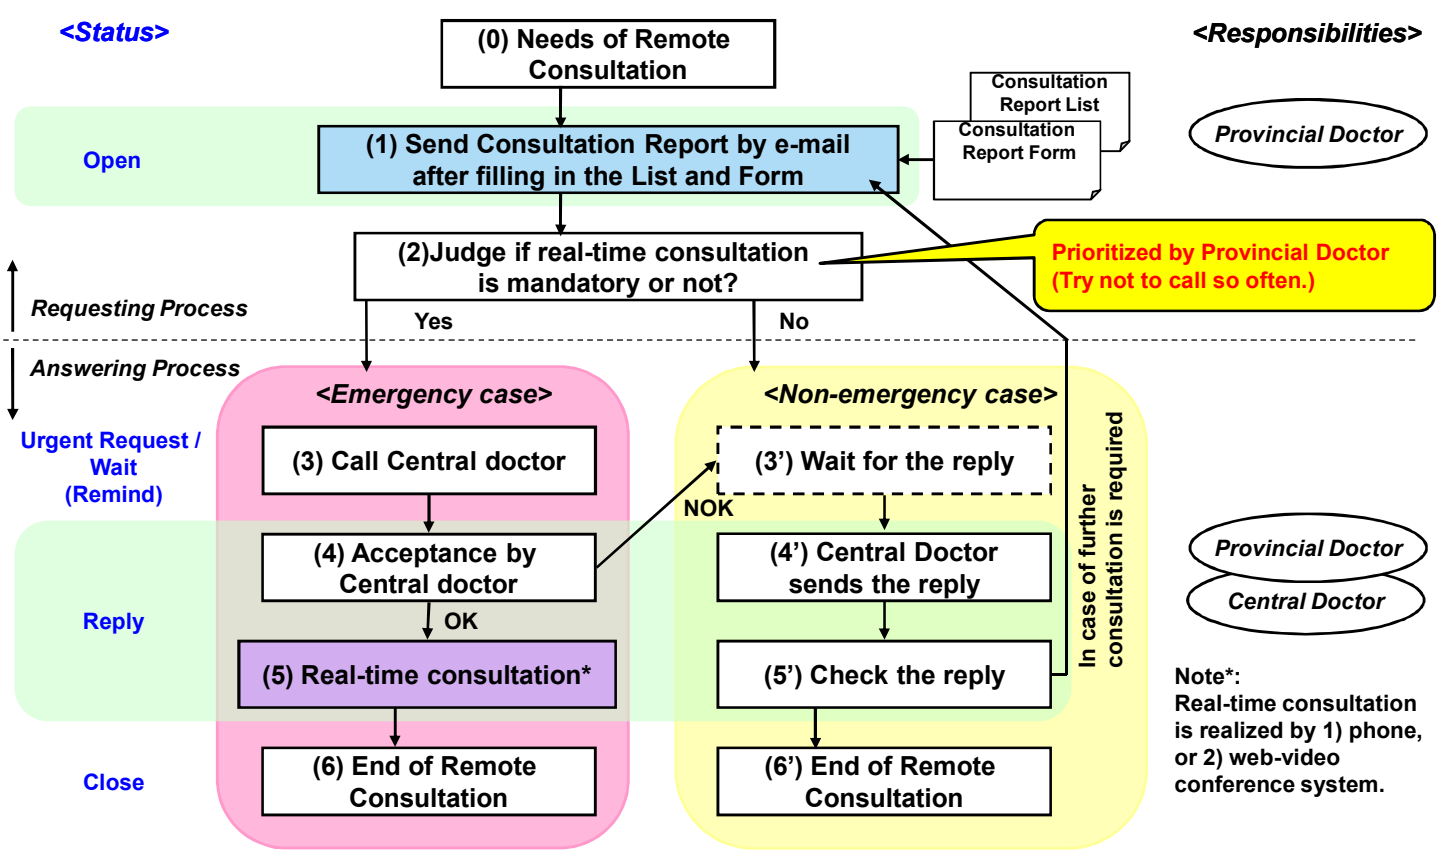 <Status>
(0) Needs of Remote
Consultation
<Responsibilities>
Consultation
Report List
Consultation
Report Form
Provincial Doctor
Open
(1) Send Consultation Report by e-mail
after filling in the List and Form
(2)Judge if real-time consultation
is mandatory or not?
Prioritized by Provincial Doctor
(Try not to call so often.)
Requesting Process
Yes
No
Answering Process
<Emergency case>
<Non-emergency case>
Urgent Request /
Wait
(Remind)
(3) Call Central doctor
(3’) Wait for the reply
NOK
In case of further
consultation is required
(4) Acceptance by
Central doctor
(4’) Central Doctor
sends the reply
Provincial Doctor
Central Doctor
Reply
OK
(5) Real-time consultation*
(5’) Check the reply
Note*:
Real-time consultation
is realized by 1) phone,
or 2) web-video
conference system.
Close
(6) End of Remote
Consultation
(6’) End of Remote
Consultation